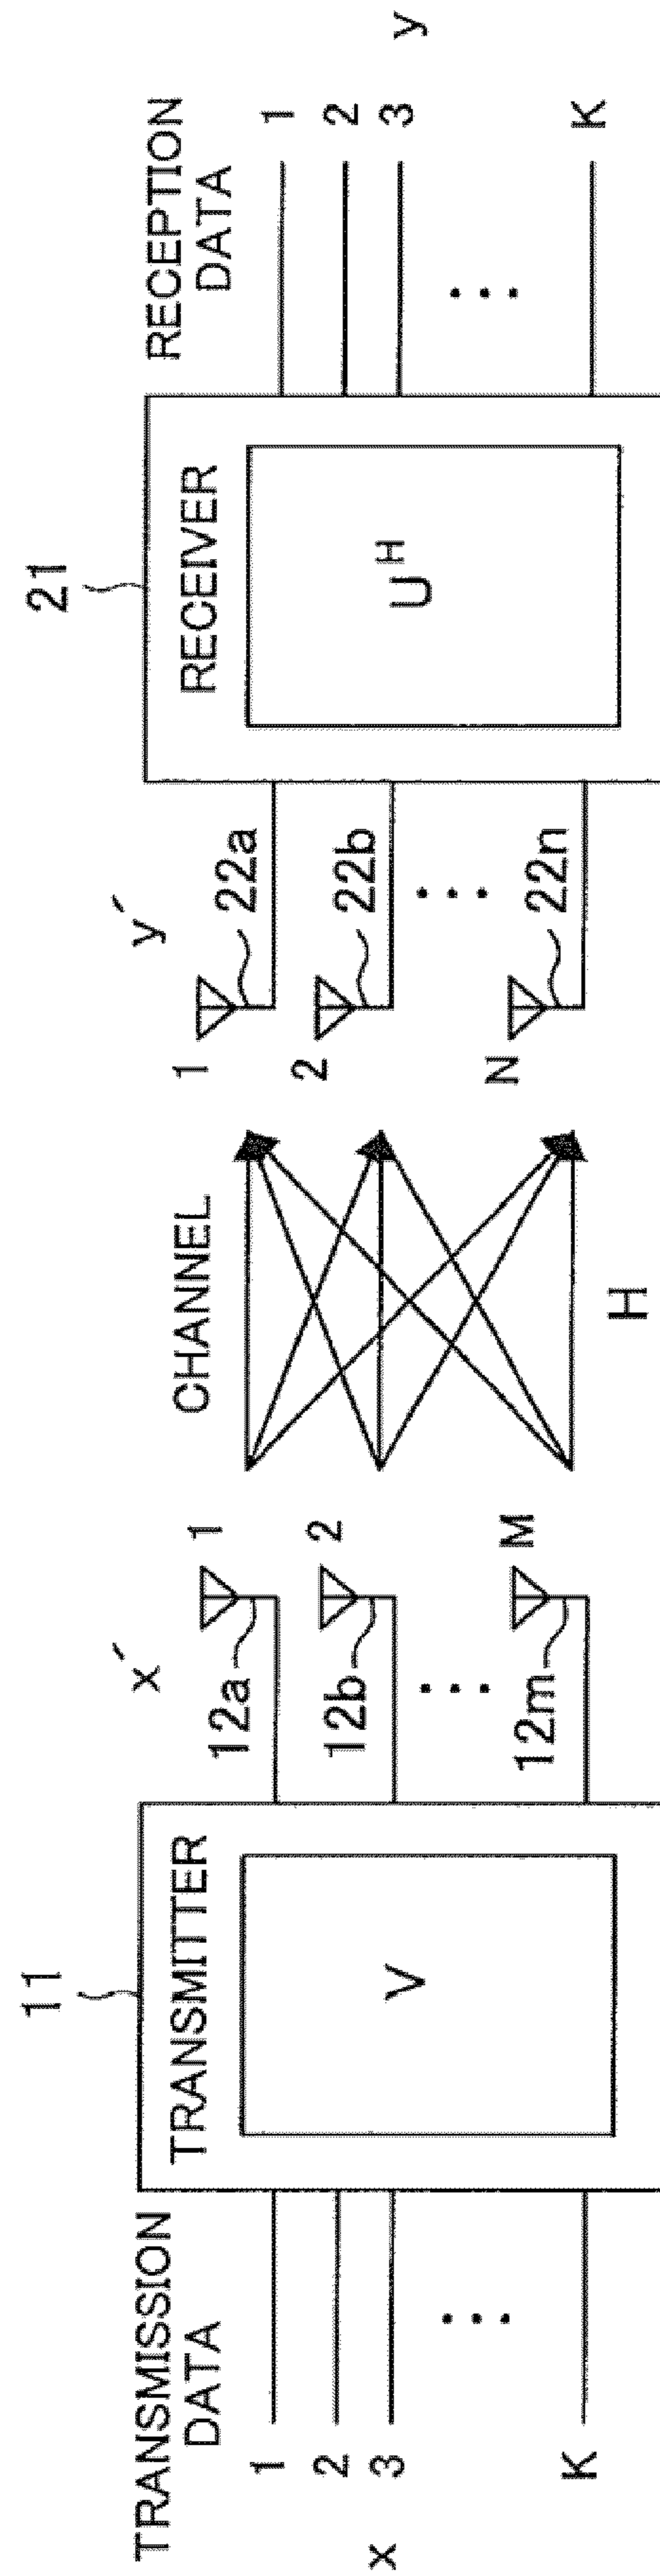 TRANSMISSION
DATA
1
2
3
K
x
11
TRANSMITTER
V
x´
12a
1
12b
2
12m
M
CHANNEL
H
y´
1
22a
2
22b
N
22n
21
RECEIVER
U^H
RECEPTION
DATA
1
2
3
K
y